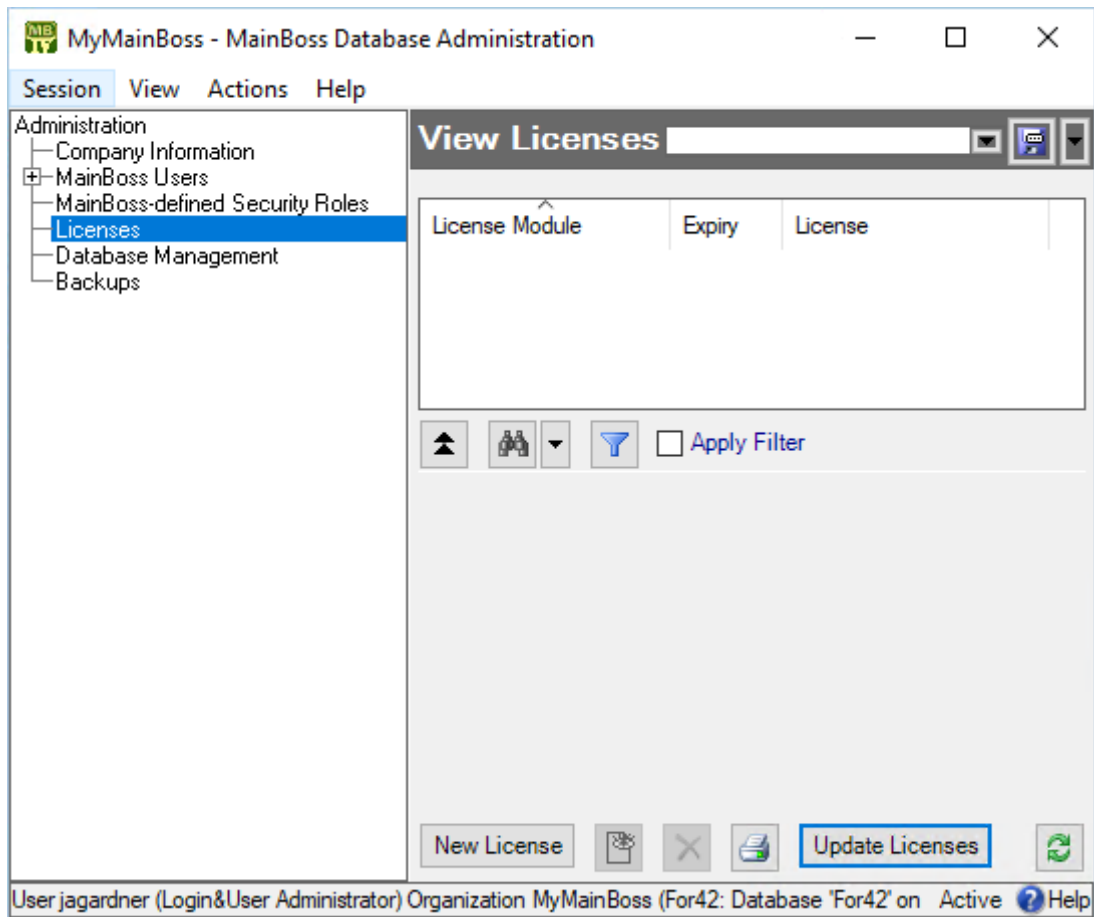 MB
MyMainBoss - MainBoss Database Administration
Session View Actions Help
Administration
Company Information
MainBoss Users
MainBoss-defined Security Roles
Licenses
Database Management
Backups
View Licenses
License Module Expiry License
Apply Filter
New License Update Licenses
User jagardner (Login&User Administrator) Organization MyMainBoss (For42: Database 'For42' on Active Help